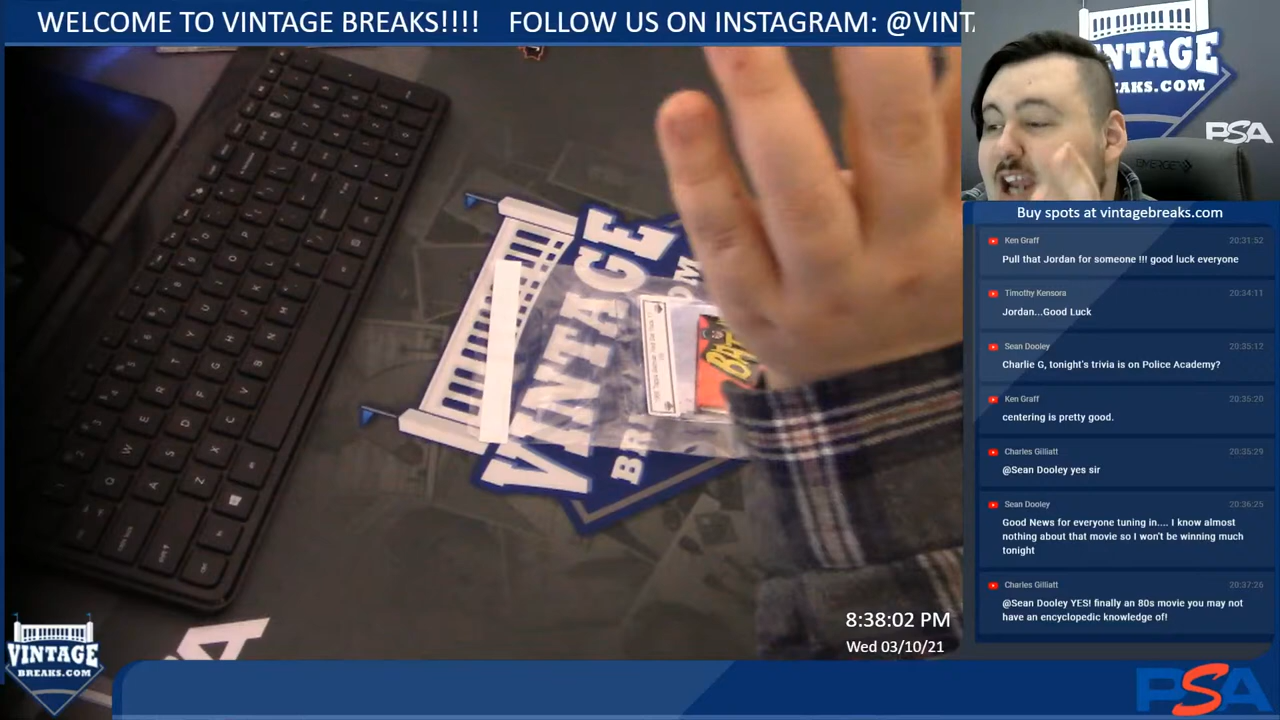 WELCOME TO VINTAGE BREAKS!!!! FOLLOW US ON INSTAGRAM: @VINT
VINTAGE
BREAKS.COM
PSA
Buy spots at vintagebreaks.com
Ken Graff 20:31:52
Pull that Jordan for someone !!! good luck everyone
Timothy Kensora 20:34:11
Jordan...Good Luck
Sean Dooley 20:35:12
Charlie G, tonight's trivia is on Police Academy?
Ken Graff 20:35:20
centering is pretty good.
Charles Gilliatt 20:35:29
@Sean Dooley yes sir
Sean Dooley 20:36:25
Good News for everyone tuning in.... I know almost
nothing about that movie so I won't be winning much
tonight
Charles Gilliatt 20:37:26
@Sean Dooley YES! finally an 80s movie you may not
have an encyclopedic knowledge of!
VINTAGE
8:38:02 PM
Wed 03/10/21
VINTAGE
BREAKS.COM
PSA